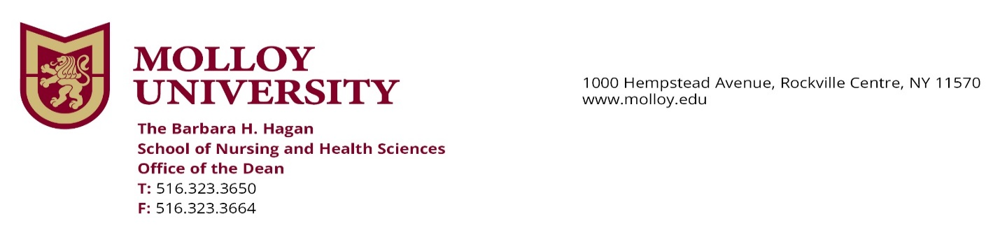 MOLLOY
UNIVERSITY
The Barbara H. Hagan
School of Nursing and Health Sciences
Office of the Dean
T: 516.323.3650
F: 516.323.3664
1000 Hempstead Avenue, Rockville Centre, NY 11570
www.molloy.edu